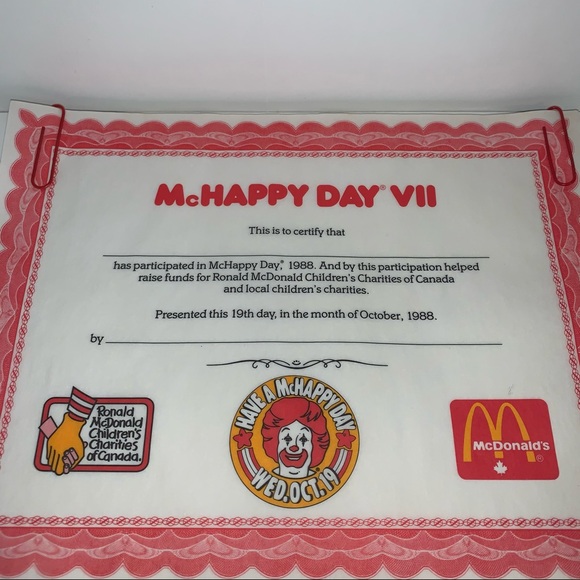 McHAPPY DAY® VII
This is to certify that
has participated in McHappy Day,® 1988. And by this participation helped
raise funds for Ronald McDonald Children's Charities of Canada
and local children's charities.
Presented this 19th day, in the month of October, 1988.
by
Ronald
McDonald
Children's
Charities
of Canada.
HAVE A McHAPPY DAY
WED. OCT. 19
McDonald's
®